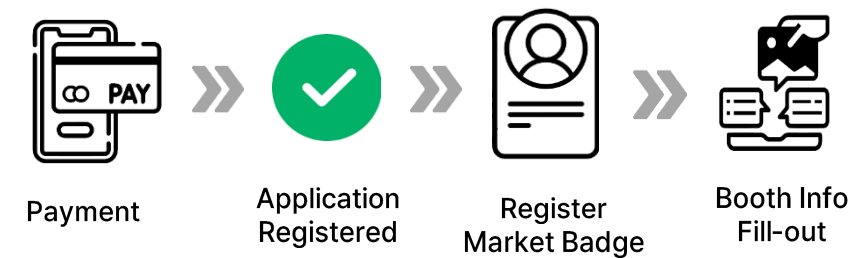 PAY
Payment
Application
Registered
Register
Market Badge
Booth Info
Fill-out